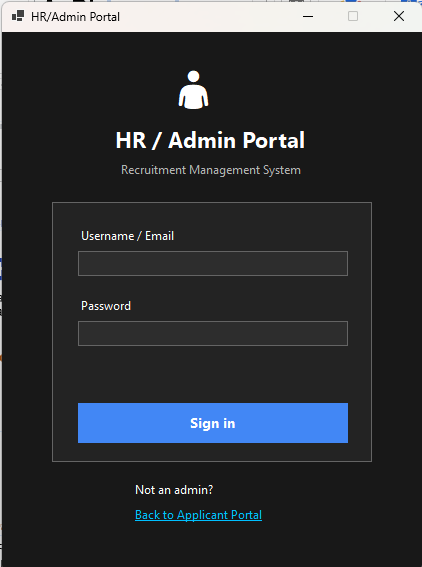 HR/Admin Portal
HR / Admin Portal
Recruitment Management System
Username / Email
Password
Sign in
Not an admin?
Back to Applicant Portal